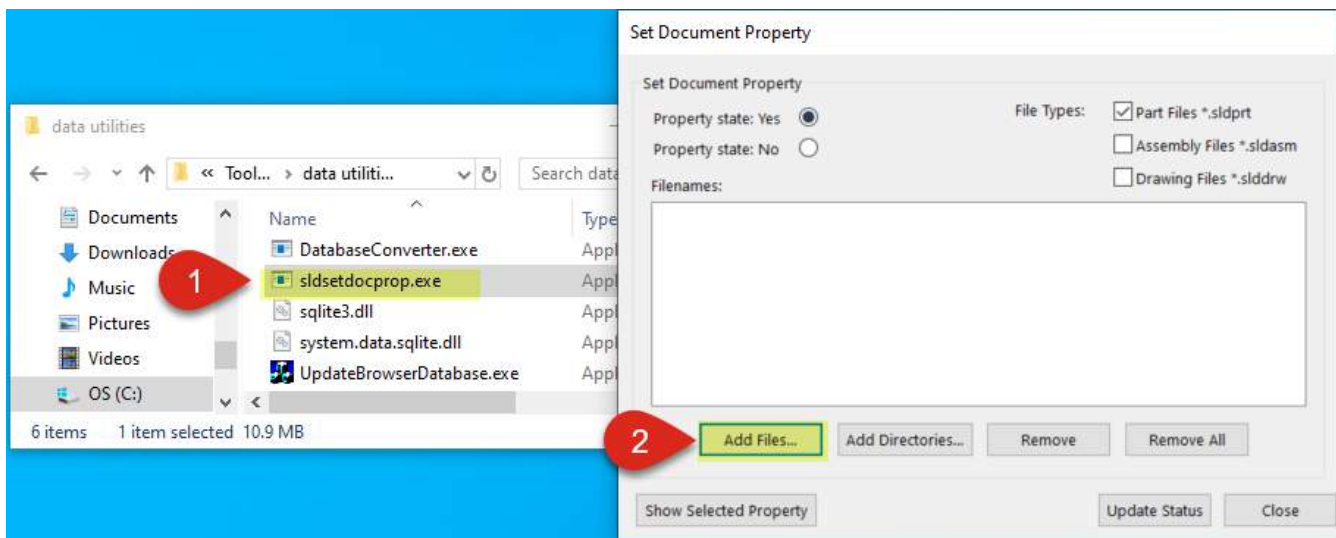 data utilities
« Tool... › data utiliti...
Search data
Documents
Downloads
Music
Pictures
Videos
OS (C:)
Name
Type
DatabaseConverter.exe
Appl
sldsetdocprop.exe
Appl
sqlite3.dll
Appl
system.data.sqlite.dll
Appl
UpdateBrowserDatabase.exe
Appl
6 items 1 item selected 10.9 MB
1
Set Document Property
Set Document Property
Property state: Yes
Property state: No
File Types:
Part Files *.sldprt
Assembly Files *.sldasm
Drawing Files *.slddrw
Filenames:
2
Add Files...
Add Directories...
Remove
Remove All
Show Selected Property
Update Status
Close